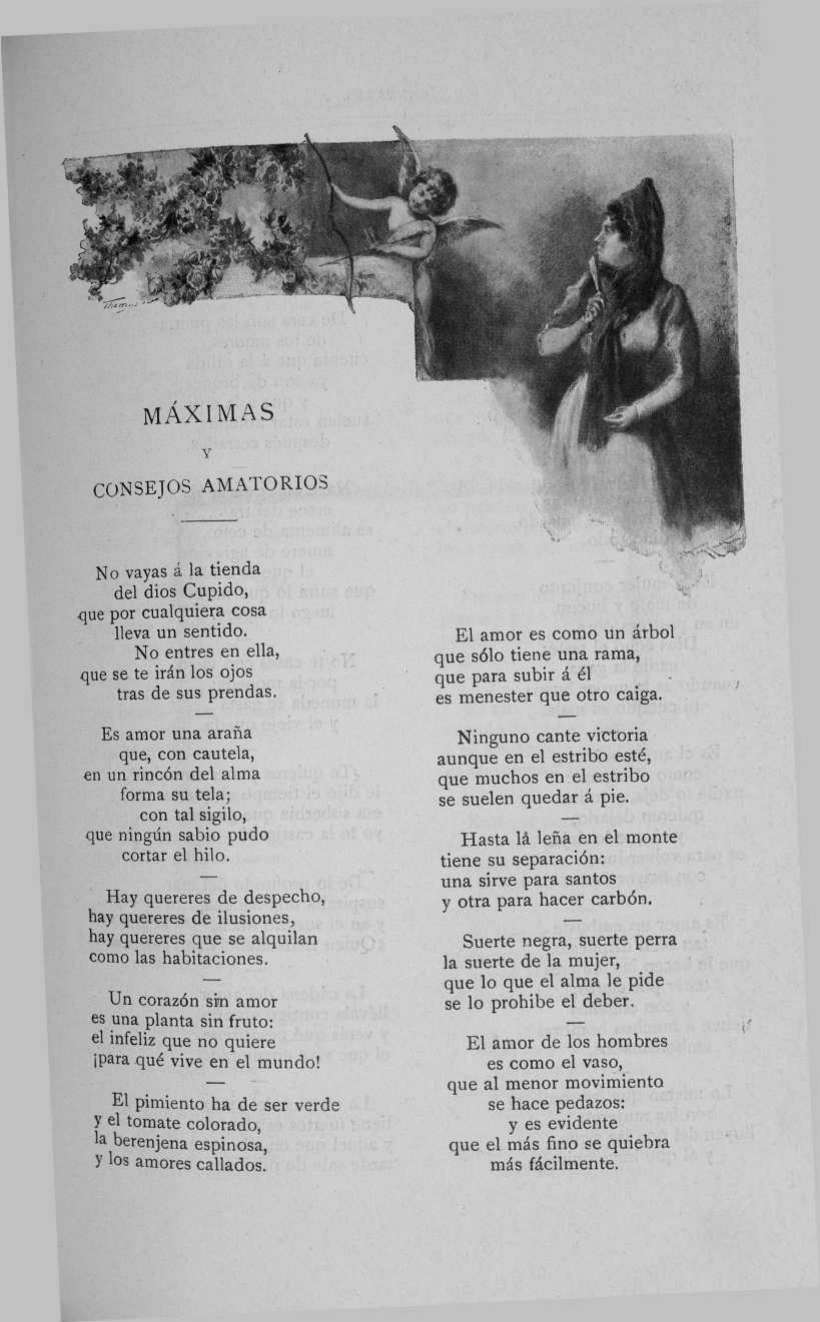 MÁXIMAS
Y
CONSEJOS AMATORIOS
No vayas á la tienda
del dios Cupido,
que por cualquiera cosa
lleva un sentido.
No entres en ella,
que se te irán los ojos
tras de sus prendas.
Es amor una araña
que, con cautela,
en un rincón del alma
forma su tela;
con tal sigilo,
que ningún sabio pudo
cortar el hilo.
Hay quereres de despecho,
hay quereres de ilusiones,
hay quereres que se alquilan
como las habitaciones.
Un corazón sin amor
es una planta sin fruto:
el infeliz que no quiere
¡para qué vive en el mundo!
El pimiento ha de ser verde
y el tomate colorado,
la berenjena espinosa,
y los amores callados.
El amor es como un árbol
que sólo tiene una rama,
que para subir á él
es menester que otro caiga.
Ninguno cante victoria
aunque en el estribo esté,
que muchos en el estribo
se suelen quedar á pie.
Hasta lá leña en el monte
tiene su separación:
una sirve para santos
y otra para hacer carbón.
Suerte negra, suerte perra
la suerte de la mujer,
que lo que el alma le pide
se lo prohibe el deber.
El amor de los hombres
es como el vaso,
que al menor movimiento
se hace pedazos:
y es evidente
que el más fino se quiebra
más fácilmente.